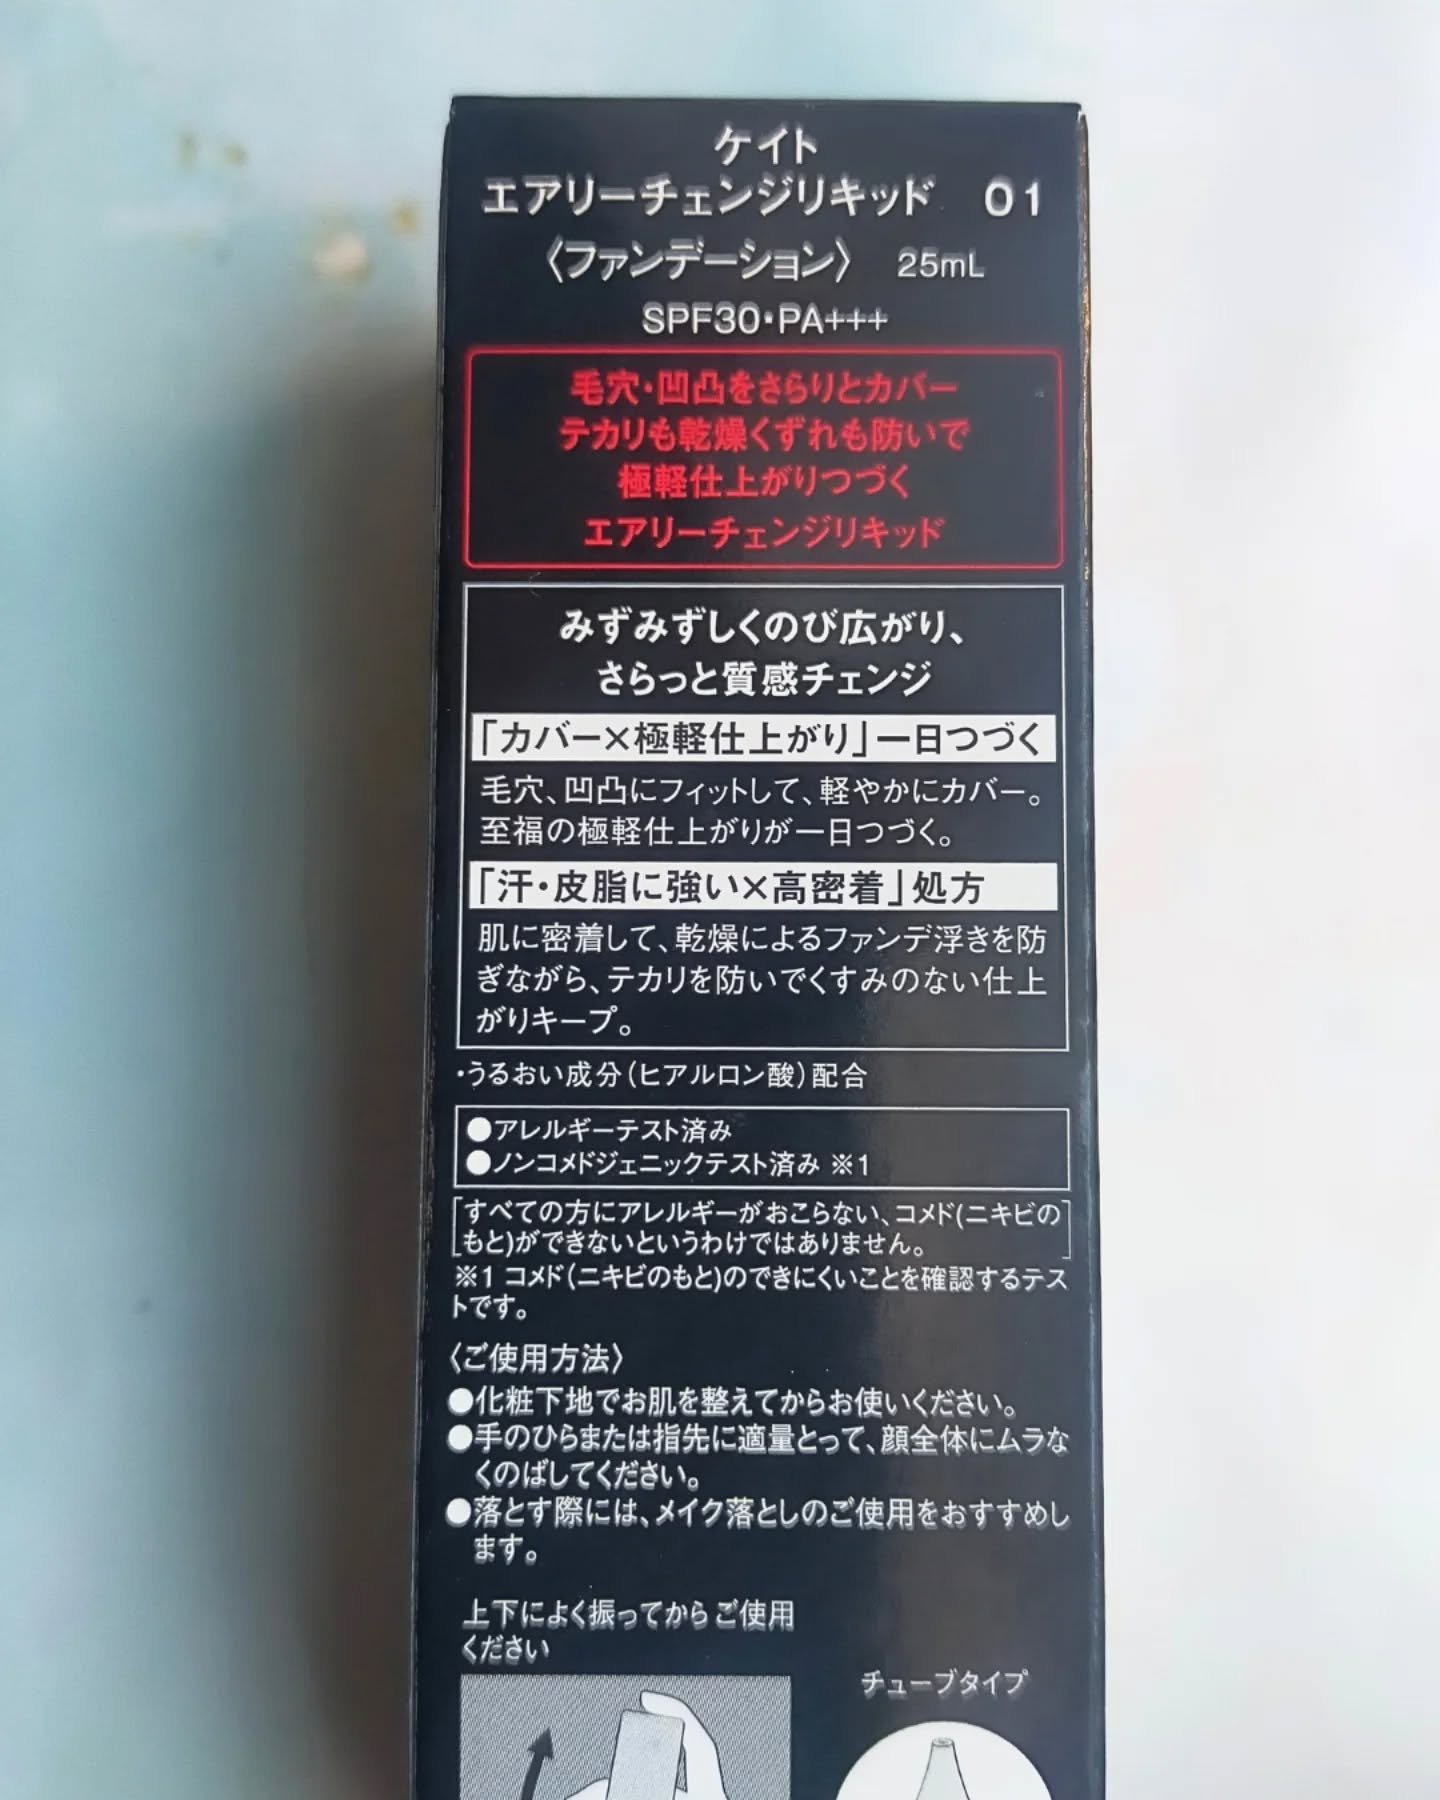 ケイト
エアリーチェンジリキッド 01
〈ファンデーション〉 25mL
SPF30・PA+++
毛穴・凹凸をさらりとカバー
テカリも乾燥くずれも防いで
極軽仕上がりつづく
エアリーチェンジリキッド
みずみずしくのび広がり、
さらっと質感チェンジ
「カバー×極軽仕上がり」一日つづく
毛穴、凹凸にフィットして、軽やかにカバー。
至福の極軽仕上がりが一日つづく。
「汗・皮脂に強い×高密着」処方
肌に密着して、乾燥によるファンデ浮きを防
ぎながら、テカリを防いでくすみのない仕上
がりキープ。
・うるおい成分(ヒアルロン酸)配合
●アレルギーテスト済み
●ノンコメドジェニックテスト済み ※1
[すべての方にアレルギーがおこらない、コメド(ニキビの
もと)ができないというわけではありません。]
※1 コメド(ニキビのもと)のできにくいことを確認するテス
トです。
〈ご使用方法〉
●化粧下地でお肌を整えてからお使いください。
●手のひらまたは指先に適量とって、顔全体にムラな
くのばしてください。
●落とす際には、メイク落としのご使用をおすすめし
ます。
上下によく振ってからご使用
ください
チューブタイプ